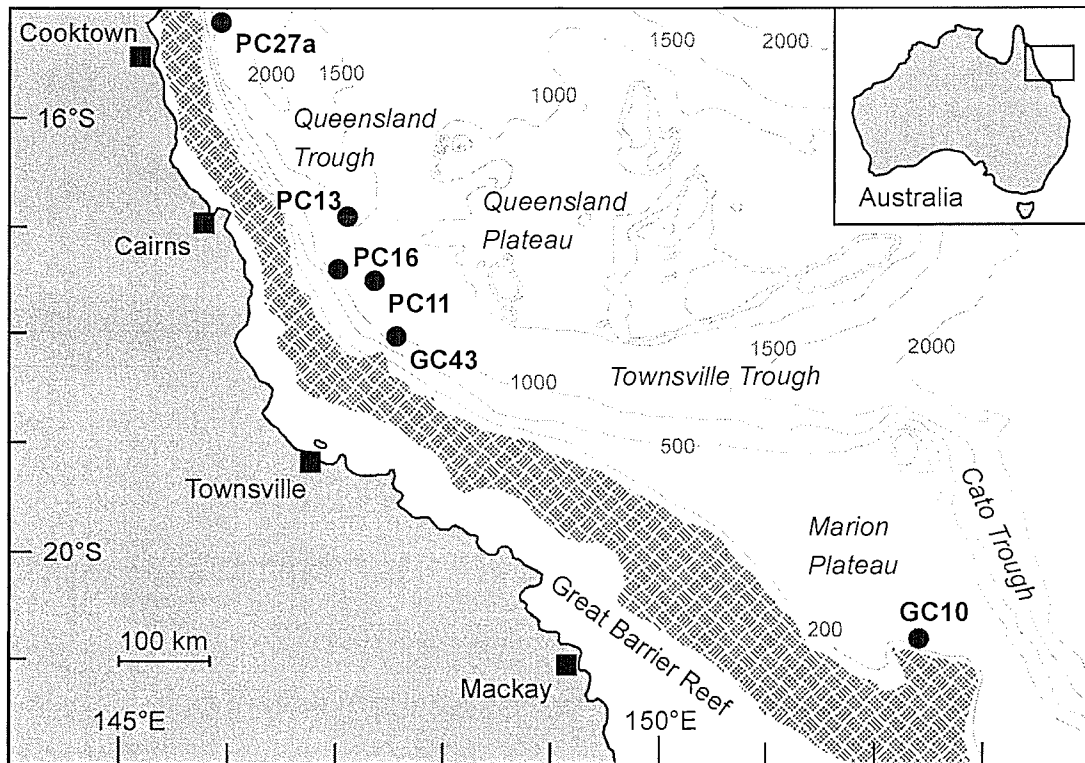 Cooktown
PC27a
2000
1500
1500
2000
1000
16°S
Queensland
Trough
PC13
Queensland
Plateau
Cairns
PC16
PC11
GC43
1500
2000
1000
Townsville Trough
500
Townsville
Cato Trough
20°S
Marion
Plateau
GC10
200
Great Barrier Reef
100 km
Mackay
145°E
150°E
Australia